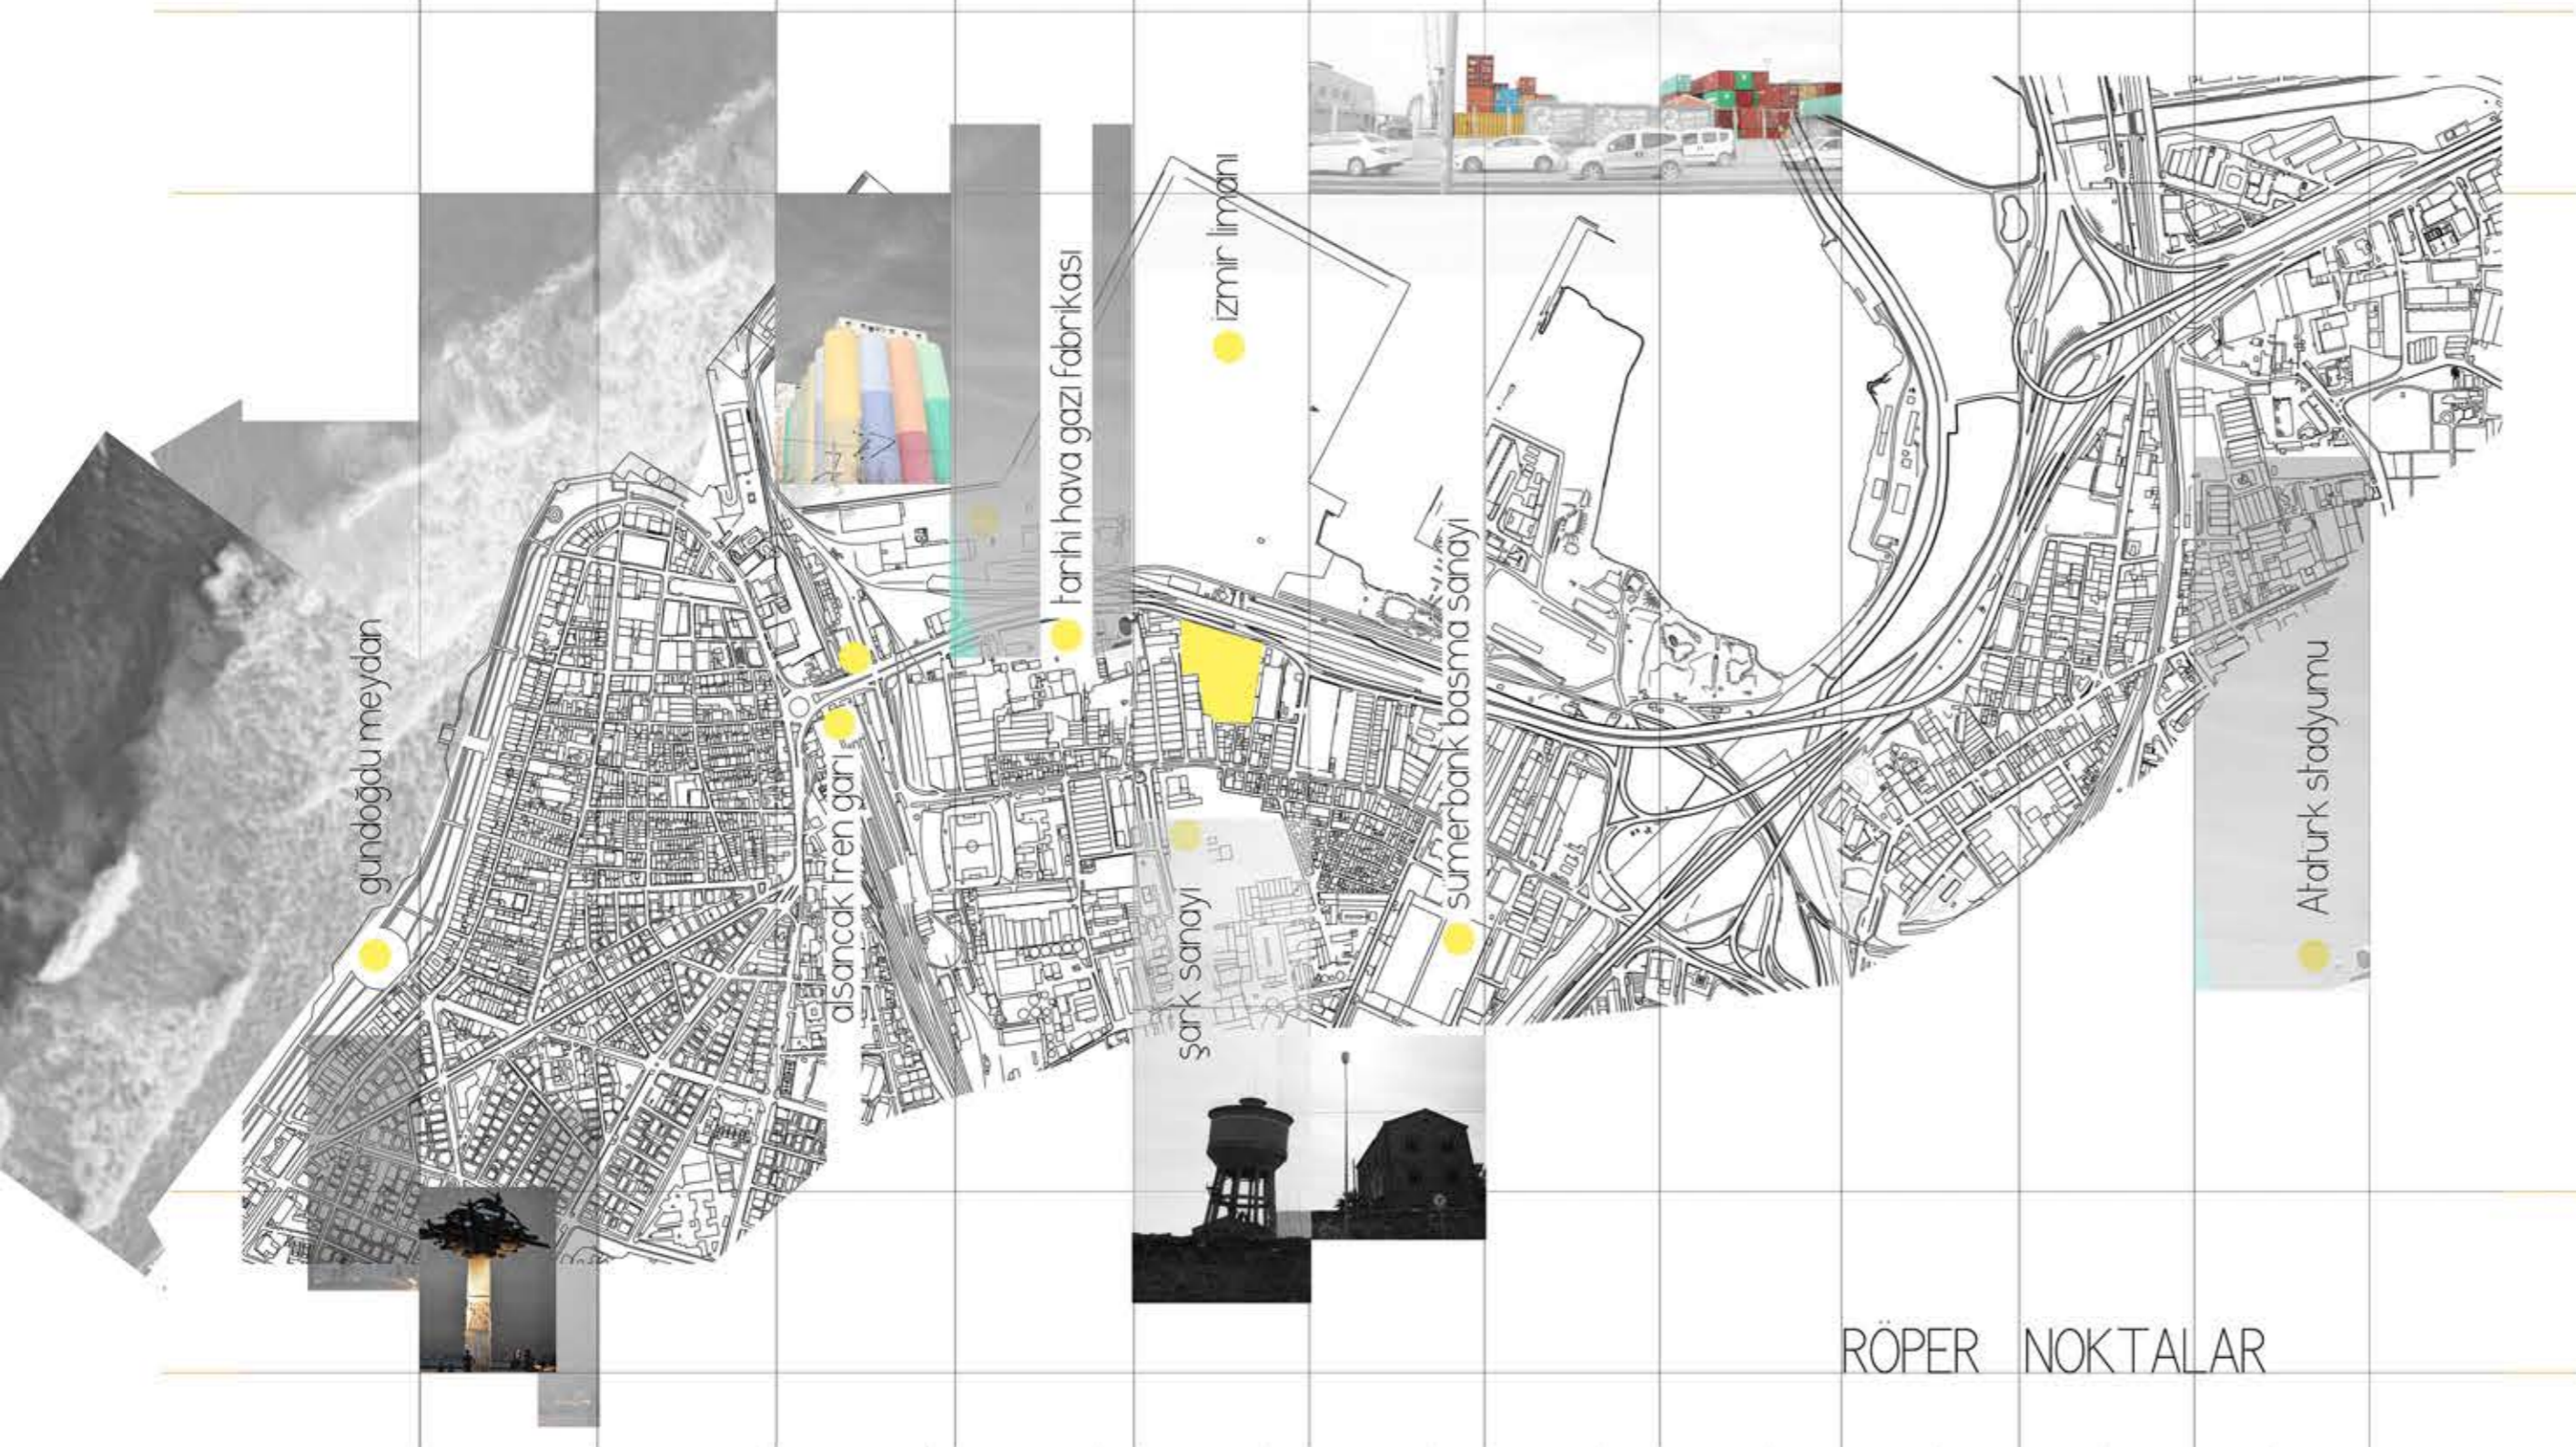 gündoğdu meydan
alsancak tren garı
tarihi hava gazı fabrikası
şark sanayi
izmir limanı
sümerbank basma sanayi
Atatürk stadyumu
RÖPER NOKTALAR